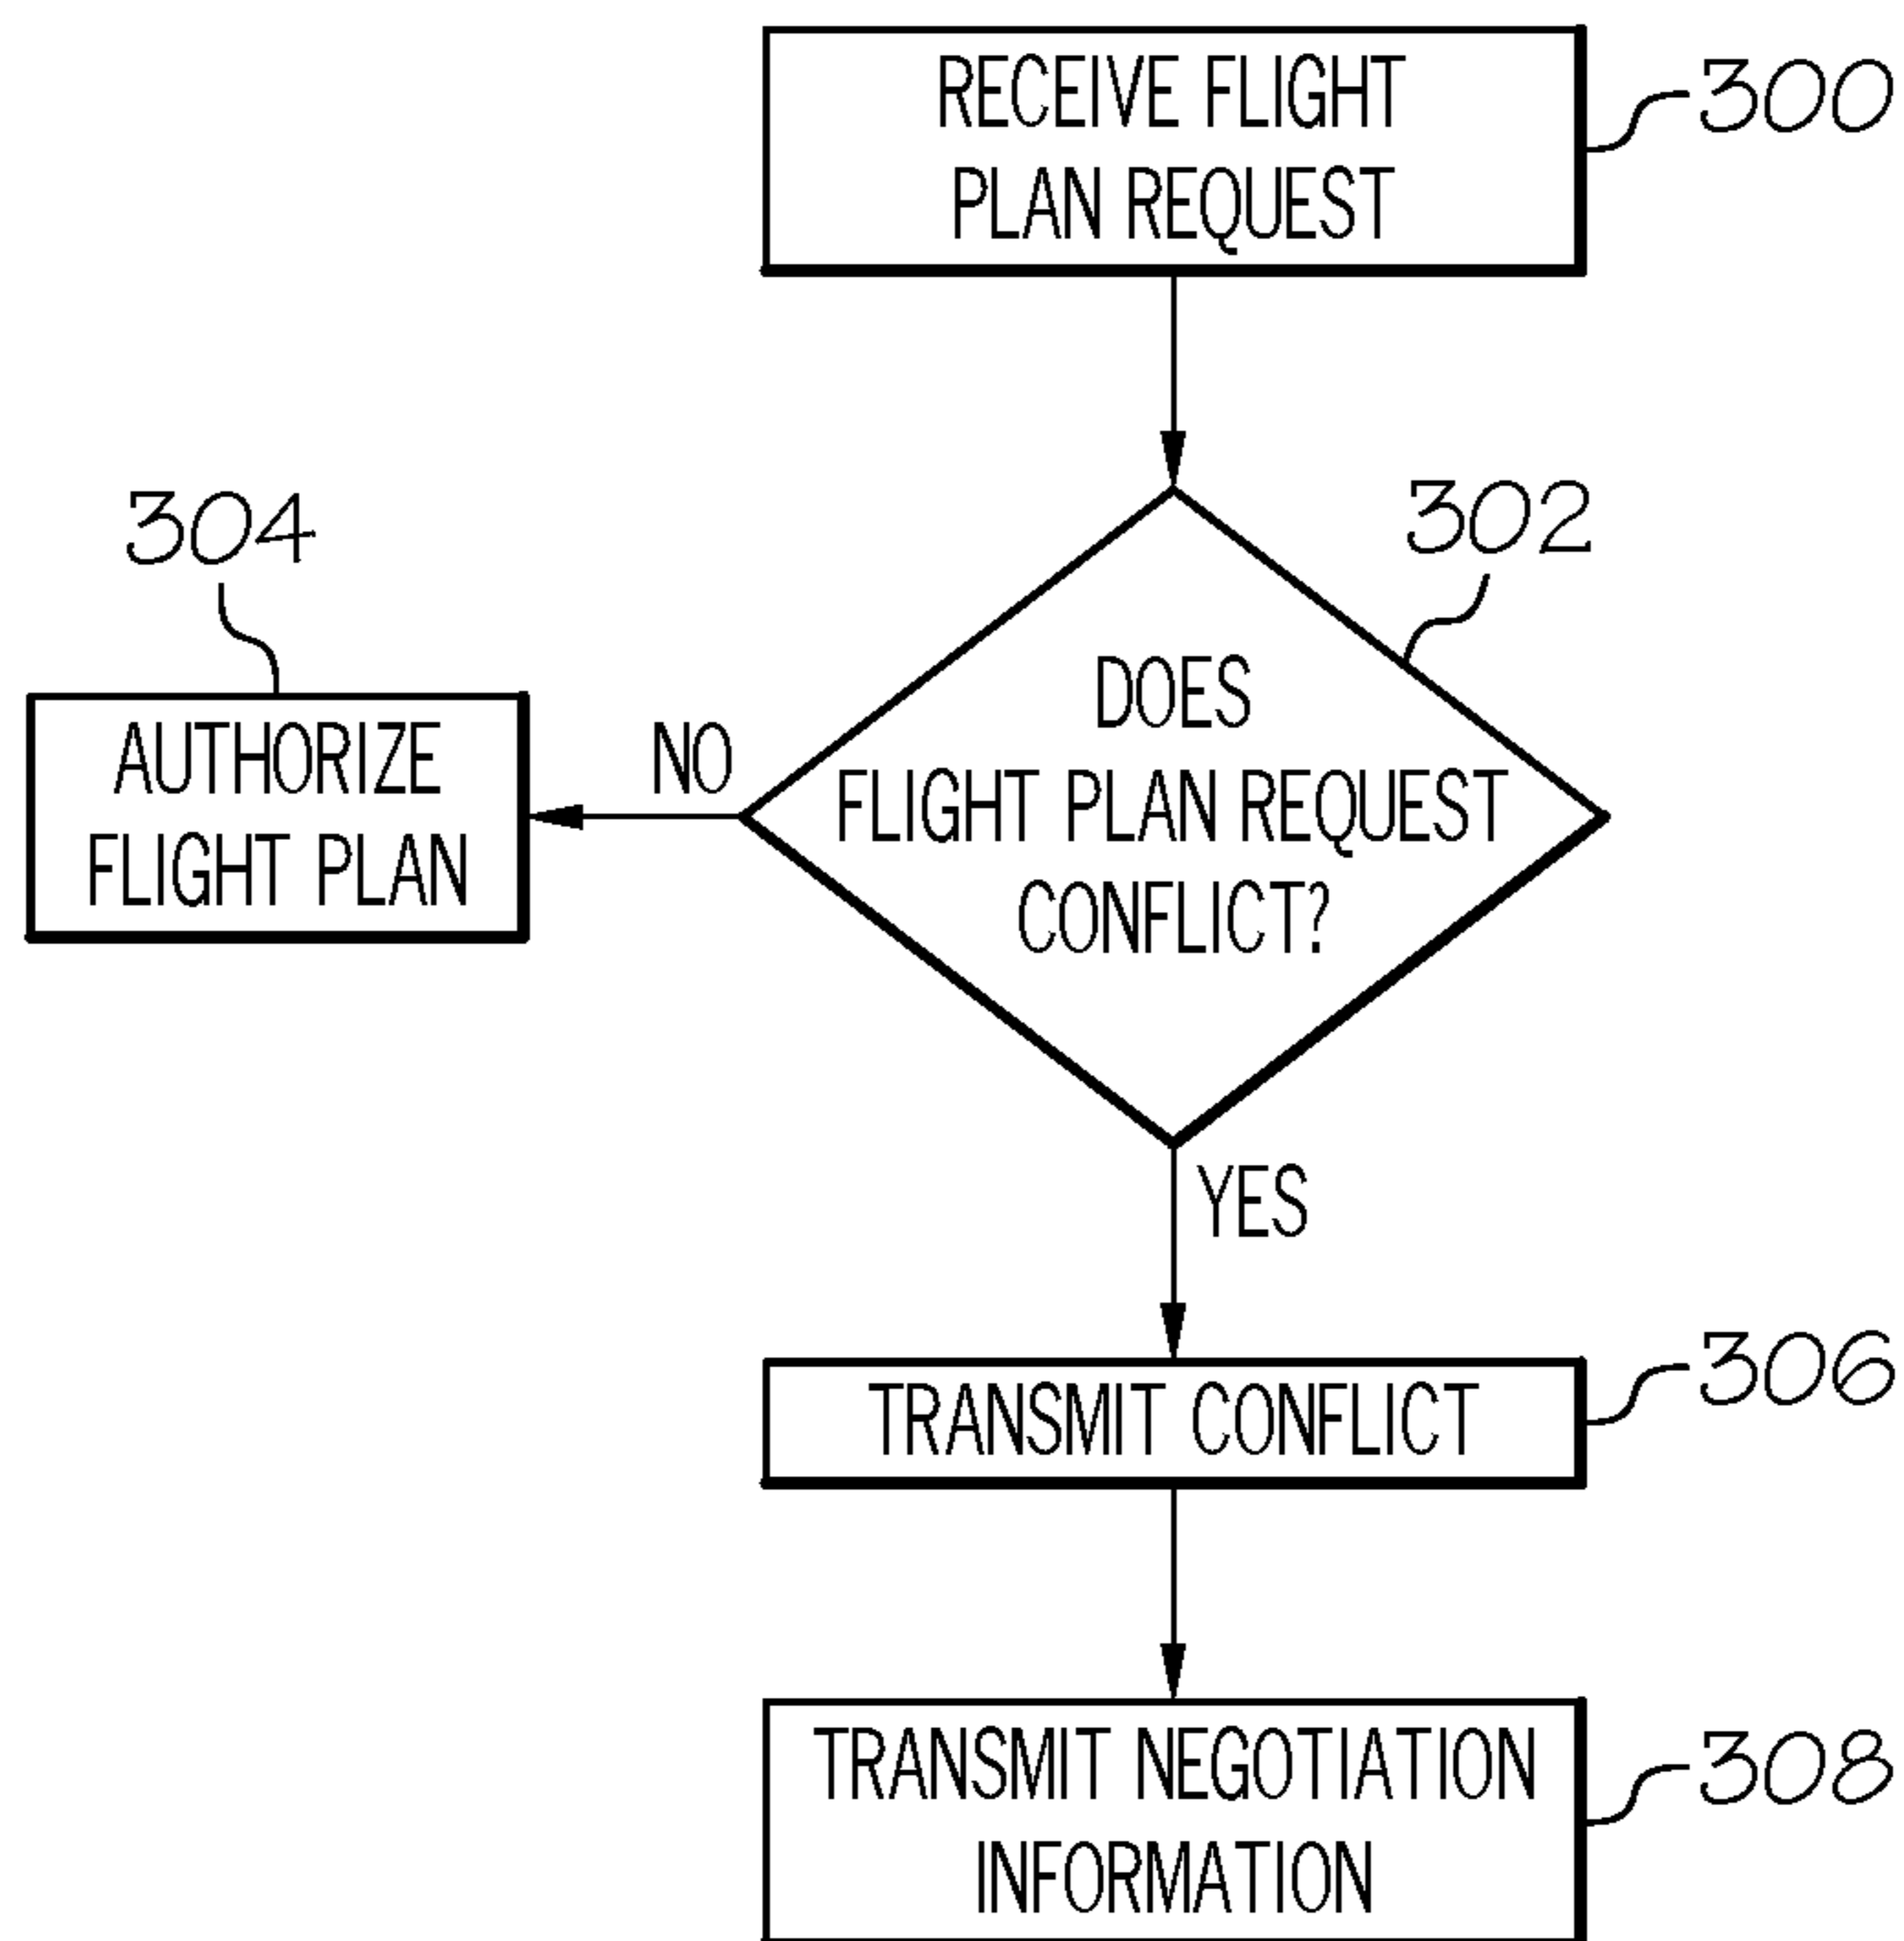 RECEIVE FLIGHT
PLAN REQUEST
300
302
304
DOES
FLIGHT PLAN REQUEST
CONFLICT?
NO
AUTHORIZE
FLIGHT PLAN
YES
TRANSMIT CONFLICT
306
TRANSMIT NEGOTIATION
INFORMATION
308